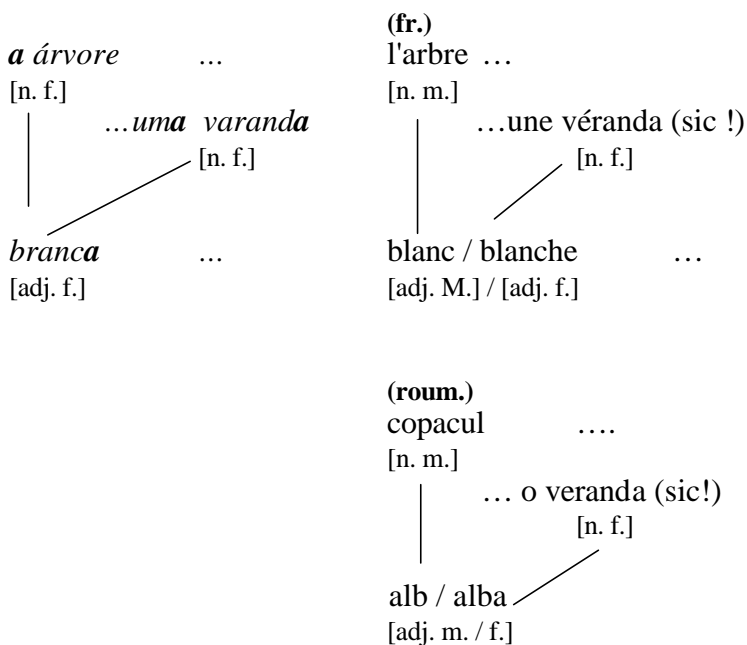 a árvore ...
[n. f.]
...uma varanda
[n. f.]
branca ...
[adj. f.]
(fr.)
l'arbre …
[n. m.]
…une véranda (sic !)
[n. f.]
blanc / blanche …
[adj. M.] / [adj. f.]
(roum.)
copacul ….
[n. m.]
… o veranda (sic!)
[n. f.]
alb / alba
[adj. m. / f.]